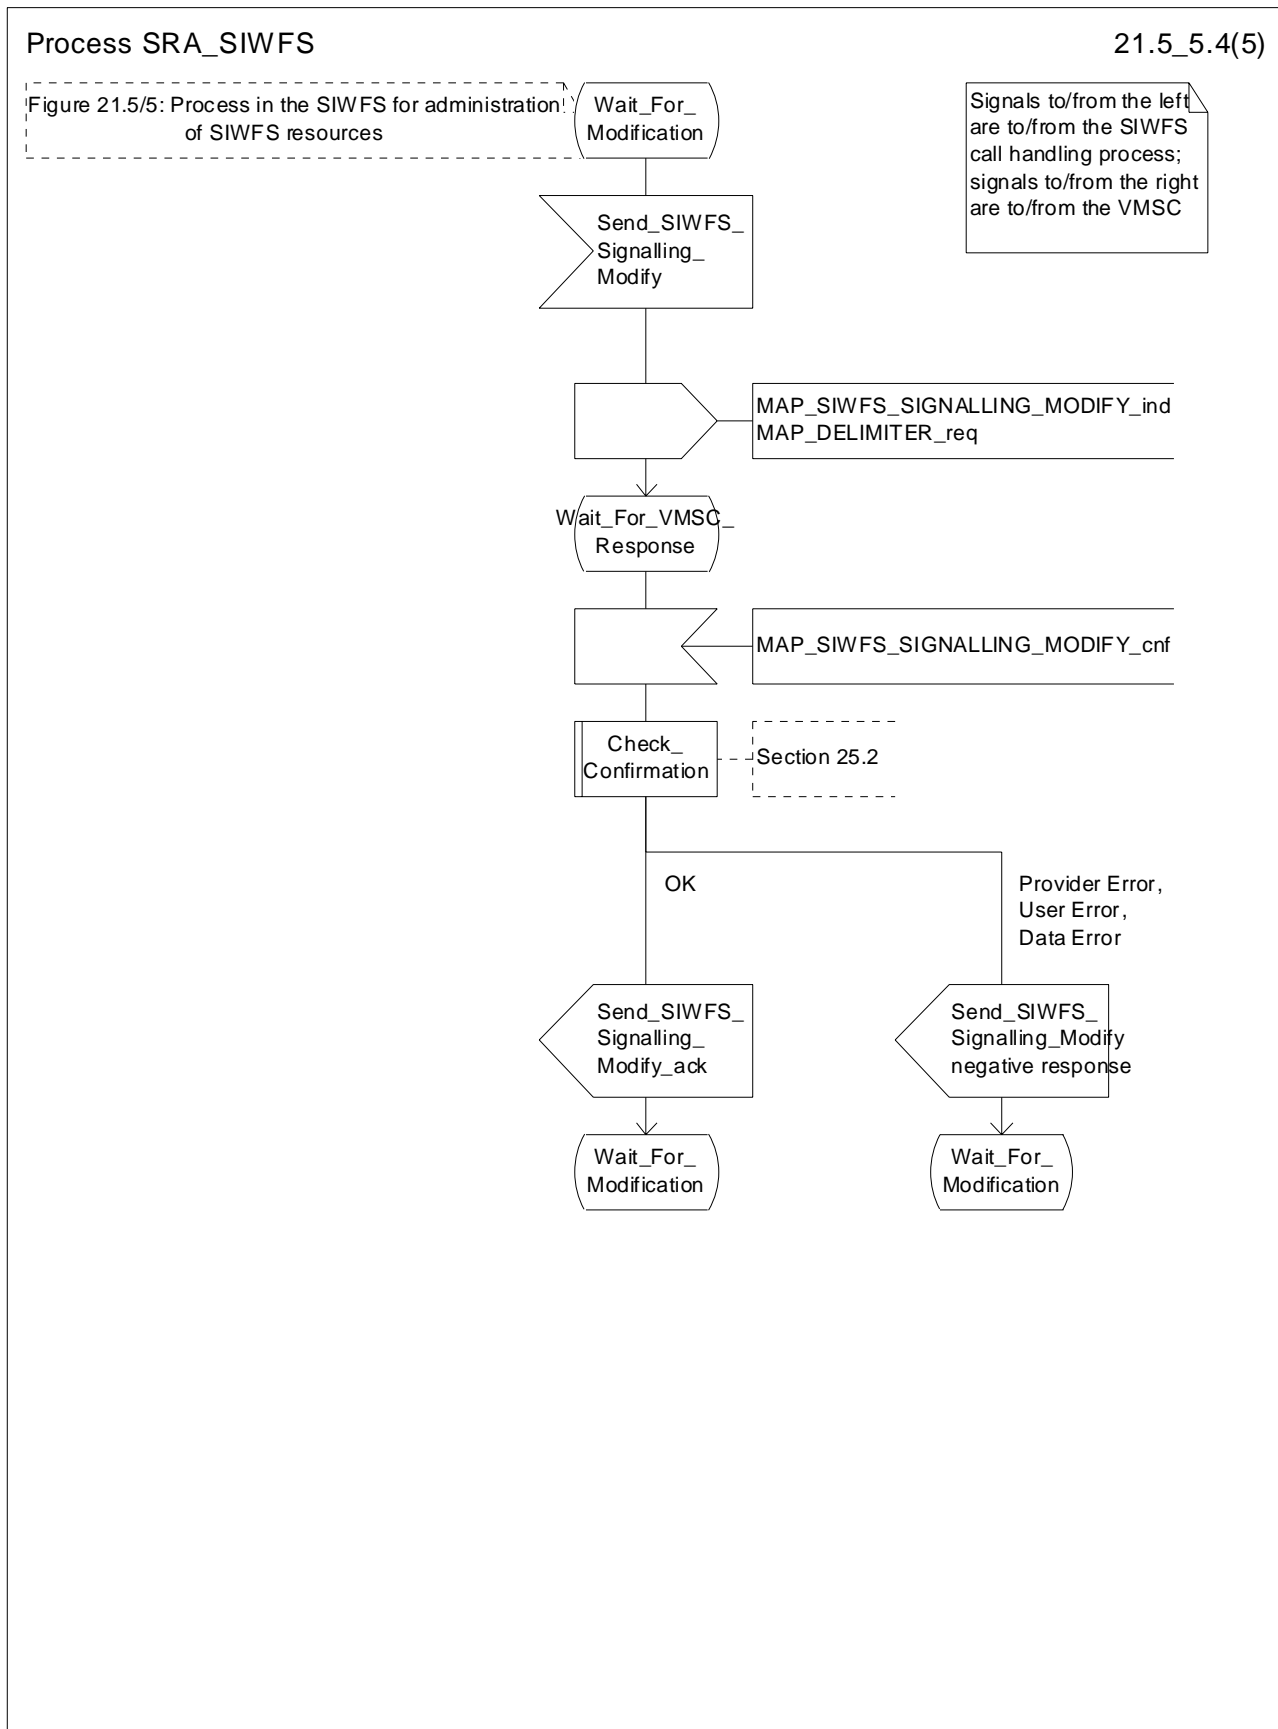 Process SRA_SIWFS
21.5_5.4(5)
Figure 21.5/5: Process in the SIWFS for administration
of SIWFS resources
Wait_For_
Modification
Signals to/from the left
are to/from the SIWFS
call handling process;
signals to/from the right
are to/from the VMSC
Send_SIWFS_
Signalling_
Modify
MAP_SIWFS_SIGNALLING_MODIFY_ind
MAP_DELIMITER_req
Wait_For_VMSC_
Response
MAP_SIWFS_SIGNALLING_MODIFY_cnf
Check_
Confirmation
Section 25.2
OK
Provider Error,
User Error,
Data Error
Send_SIWFS_
Signalling_
Modify_ack
Send_SIWFS_
Signalling_Modify
negative response
Wait_For_
Modification
Wait_For_
Modification